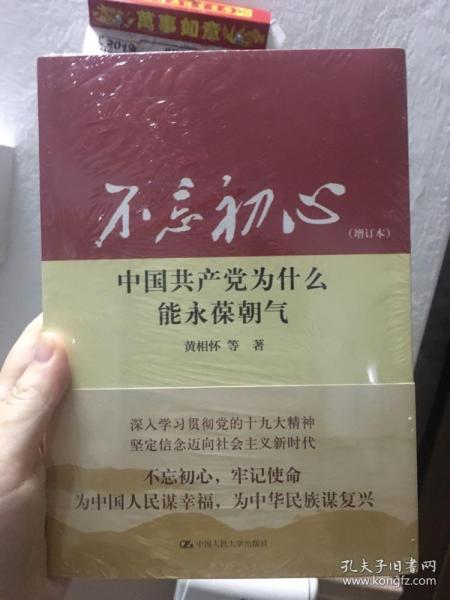 萬事如意
2019
不忘初心
(增订本)
中国共产党为什么
能永葆朝气
黄相怀 等 著
深入学习贯彻党的十九大精神
坚定信念迈向社会主义新时代
不忘初心，牢记使命
为中国人民谋幸福，为中华民族谋复兴
中国人民大学出版社
孔夫子旧书网
www.kongfz.com